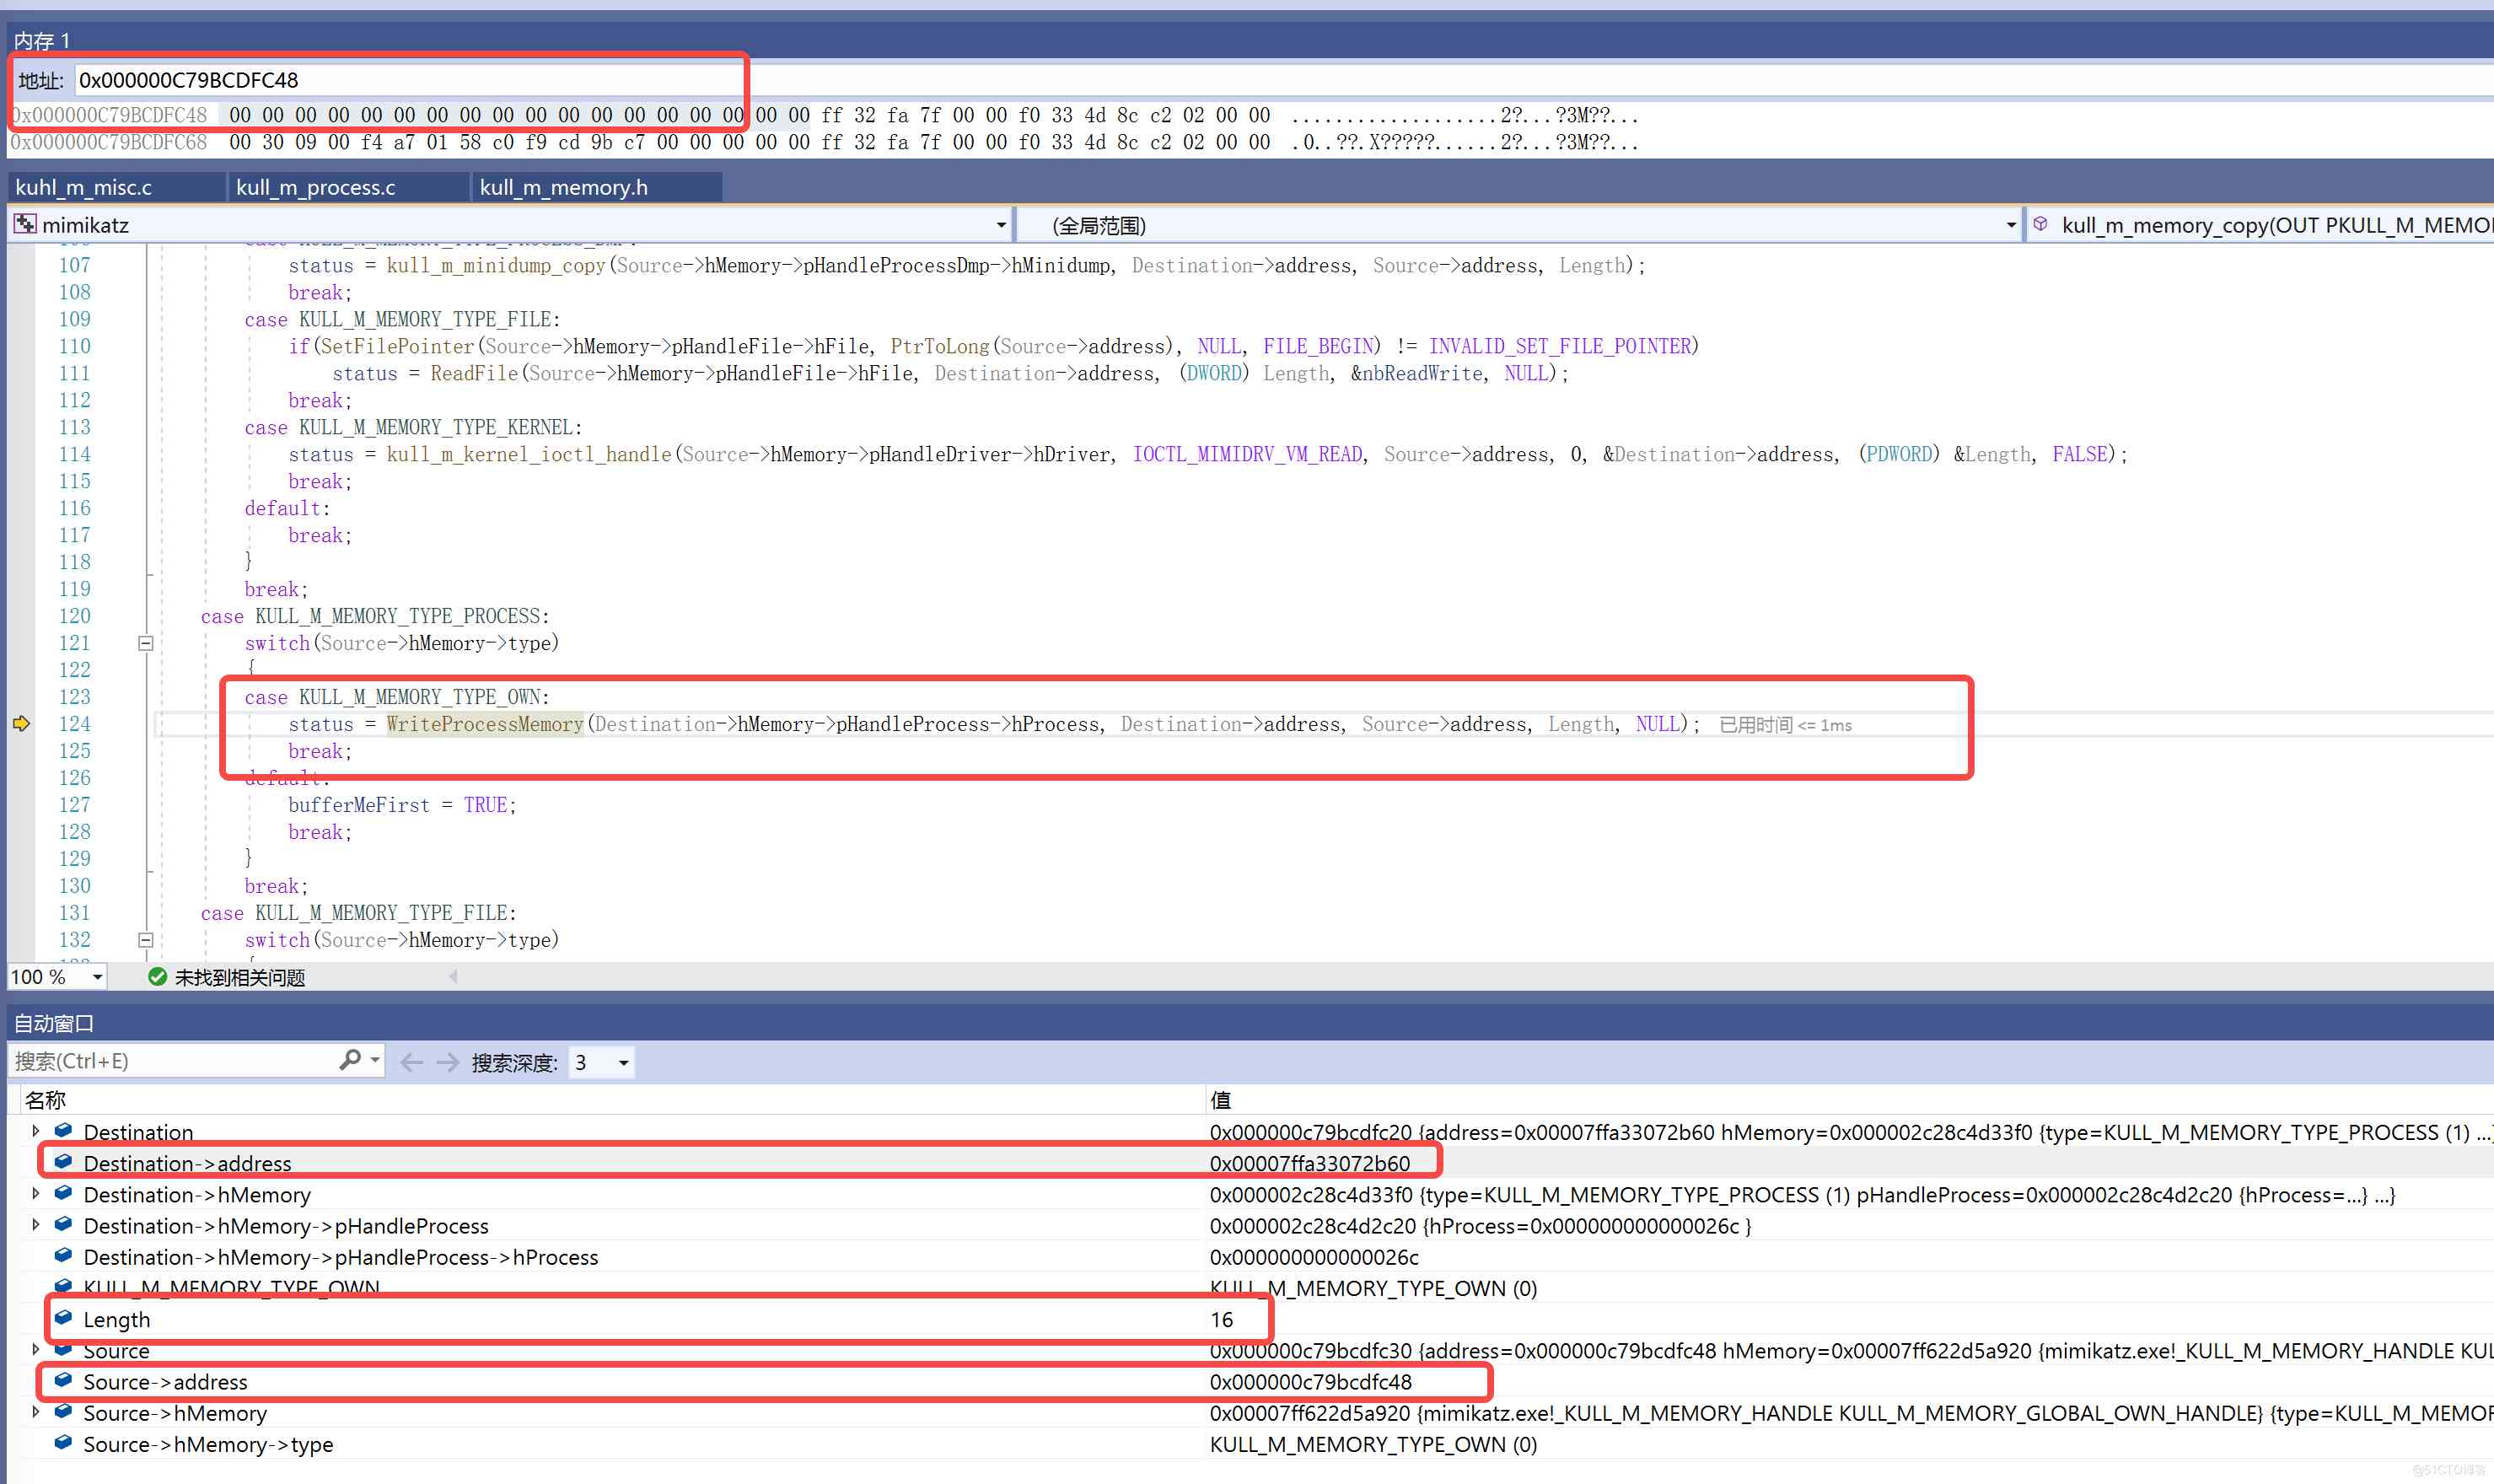 内存 1
地址: 0x000000C79BCDFC48
0x000000C79BCDFC48 00 00 00 00 00 00 00 00 00 00 00 00 00 00 00 00 00 00 ff 32 fa 7f 00 00 f0 33 4d 8c c2 02 00 00 ...................2?...?3M??...
0x000000C79BCDFC68 00 30 09 00 f4 a7 01 58 c0 f9 cd 9b c7 00 00 00 00 00 ff 32 fa 7f 00 00 f0 33 4d 8c c2 02 00 00 .0..??.X?????......2?...?3M??...
kuhl_m_misc.c kull_m_process.c kull_m_memory.h
mimikatz (全局范围) kull_m_memory_copy(OUT PKULL_M_MEMO
107 status = kull_m_minidump_copy(Source->hMemory->pHandleProcessDmp->hMinidump, Destination->address, Source->address, Length);
108 break;
109 case KULL_M_MEMORY_TYPE_FILE:
110 if(SetFilePointer(Source->hMemory->pHandleFile->hFile, PtrToLong(Source->address), NULL, FILE_BEGIN) != INVALID_SET_FILE_POINTER)
111 status = ReadFile(Source->hMemory->pHandleFile->hFile, Destination->address, (DWORD) Length, &nbReadWrite, NULL);
112 break;
113 case KULL_M_MEMORY_TYPE_KERNEL:
114 status = kull_m_kernel_ioctl_handle(Source->hMemory->pHandleDriver->hDriver, IOCTL_MIMIDRV_VM_READ, Source->address, 0, &Destination->address, (PDWORD) &Length, FALSE);
115 break;
116 default:
117 break;
118 }
119 break;
120 case KULL_M_MEMORY_TYPE_PROCESS:
121 switch(Source->hMemory->type)
122 {
123 case KULL_M_MEMORY_TYPE_OWN:
124 status = WriteProcessMemory(Destination->hMemory->pHandleProcess->hProcess, Destination->address, Source->address, Length, NULL); 已用时间 <= 1ms
125 break;
126 default:
127 bufferMeFirst = TRUE;
128 break;
129 }
130 break;
131 case KULL_M_MEMORY_TYPE_FILE:
132 switch(Source->hMemory->type)
100 % 未找到相关问题
自动窗口
搜索(Ctrl+E) 搜索深度: 3
名称 值
Destination 0x000000c79bcdfc20 {address=0x00007ffa33072b60 hMemory=0x000002c28c4d33f0 {type=KULL_M_MEMORY_TYPE_PROCESS (1) ...}
Destination->address 0x00007ffa33072b60
Destination->hMemory 0x000002c28c4d33f0 {type=KULL_M_MEMORY_TYPE_PROCESS (1) pHandleProcess=0x000002c28c4d2c20 {hProcess=...} ...}
Destination->hMemory->pHandleProcess 0x000002c28c4d2c20 {hProcess=0x000000000000026c }
Destination->hMemory->pHandleProcess->hProcess 0x000000000000026c
KULL_M_MEMORY_TYPE_OWN KULL_M_MEMORY_TYPE_OWN (0)
Length 16
Source 0x000000c79bcdfc30 {address=0x000000c79bcdfc48 hMemory=0x00007ff622d5a920 {mimikatz.exe!_KULL_M_MEMORY_HANDLE KUL
Source->address 0x000000c79bcdfc48
Source->hMemory 0x00007ff622d5a920 {mimikatz.exe!_KULL_M_MEMORY_HANDLE KULL_M_MEMORY_GLOBAL_OWN_HANDLE} {type=KULL_M_MEMOR
Source->hMemory->type KULL_M_MEMORY_TYPE_OWN (0)
@51CTO博客